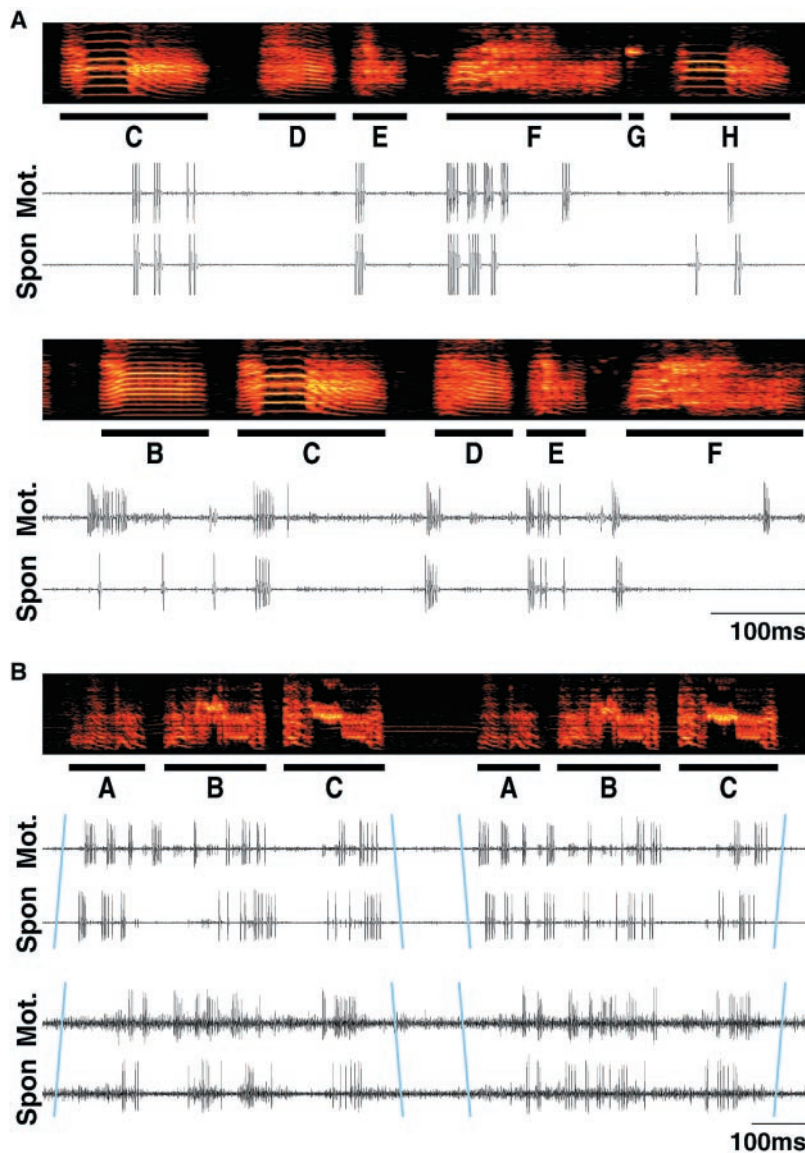 A
C D E F G H
Mot.
Spon
B C D E F
Mot.
Spon
100ms
B
A B C A B C
Mot.
Spon
Mot.
Spon
100ms